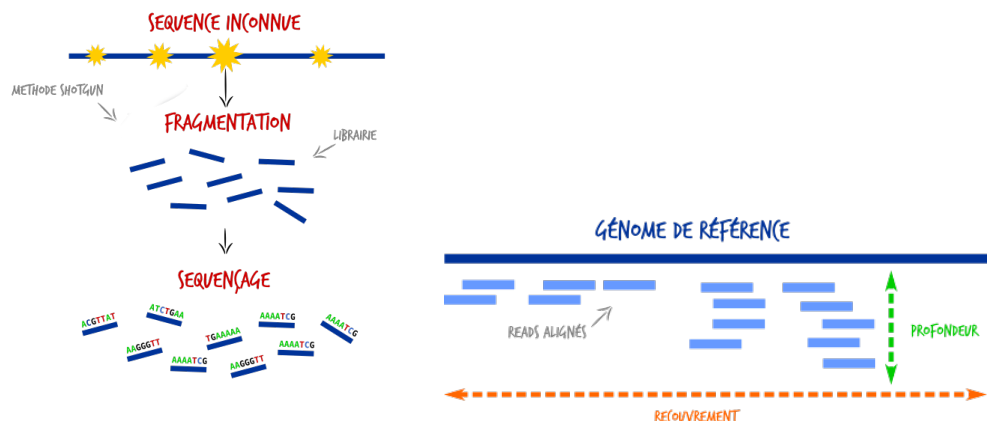 SEQUENCE INCONNUE
METHODE SHOTGUN
FRAGMENTATION
LIBRAIRIE
SEQUENÇAGE
ACGTTAT
ATCTGAA
TGAAAAA
AAAATCG
AAAATCG
AAGGGTT
AAAATCG
AAGGGTT
AAAATCG
GÉNOME DE RÉFÉRENCE
READS ALIGNÉS
PROFONDEUR
RECOUVREMENT